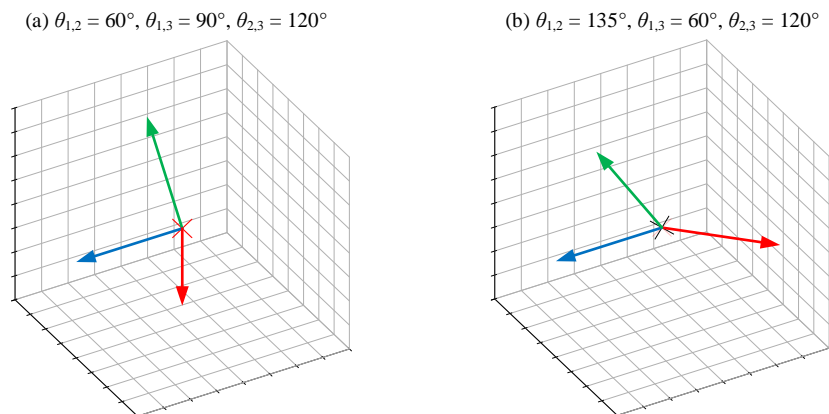 (a) θ1,2 = 60°, θ1,3 = 90°, θ2,3 = 120°
(b) θ1,2 = 135°, θ1,3 = 60°, θ2,3 = 120°